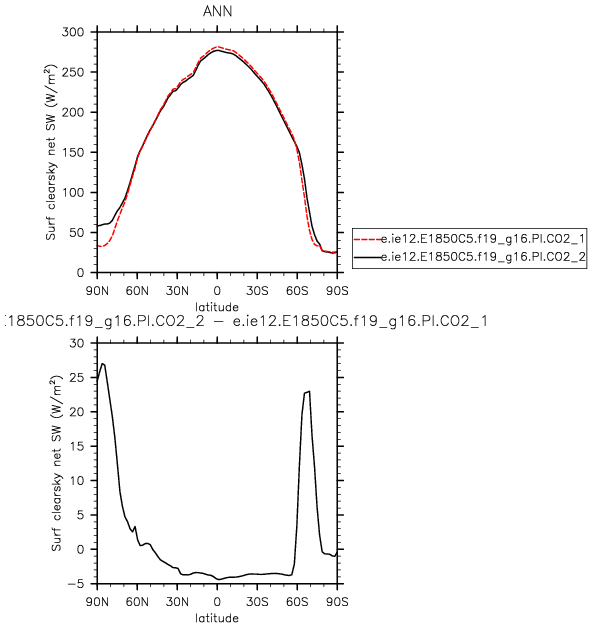 ANN
300
250
200
150
100
50
0
Surf clearsky net SW (W/m²)
90N 60N 30N 0 30S 60S 90S
latitude
e.ie12.E1850C5.f19_g16.PI.CO2_1
e.ie12.E1850C5.f19_g16.PI.CO2_2
:1850C5.f19_g16.PI.CO2_2 – e.ie12.E1850C5.f19_g16.PI.CO2_1
30
25
20
15
10
5
0
−5
Surf clearsky net SW (W/m²)
90N 60N 30N 0 30S 60S 90S
latitude